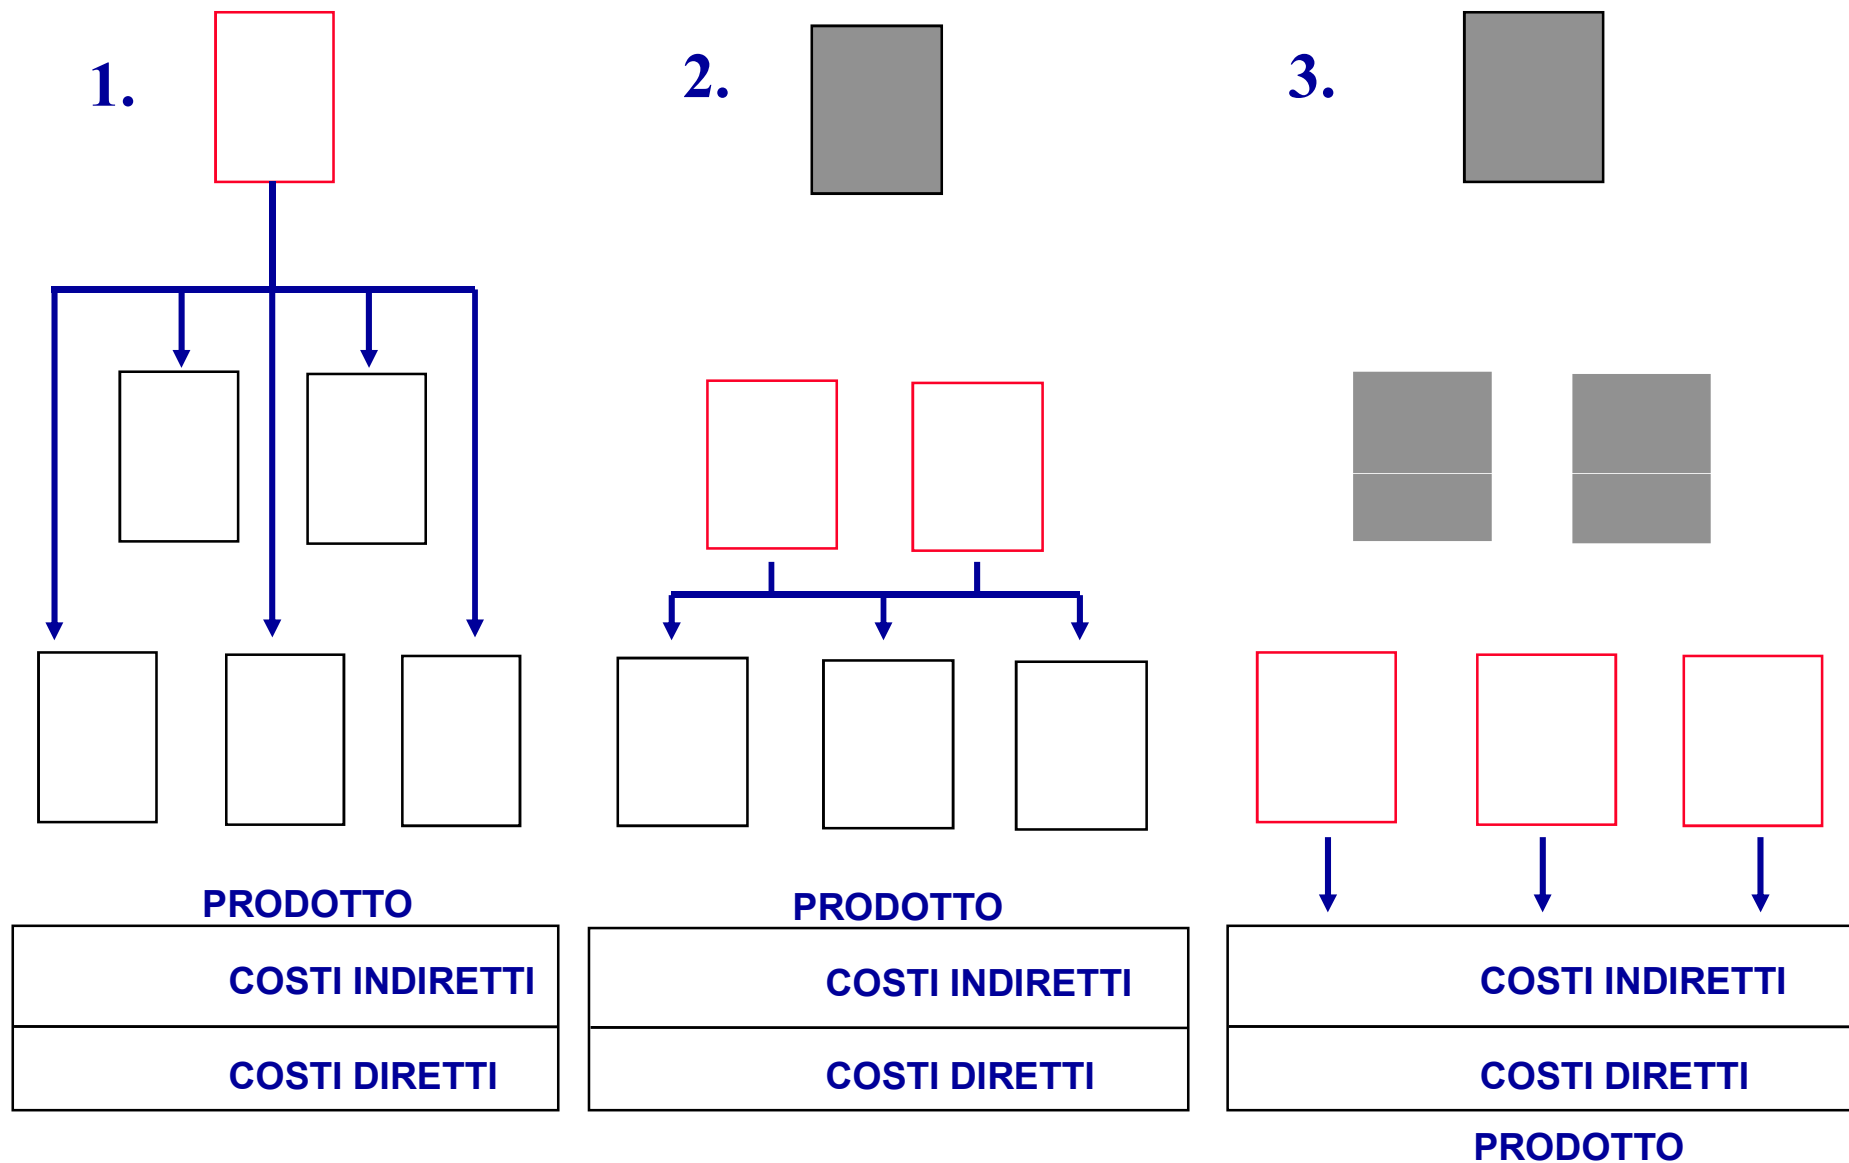 1.
2.
3.
PRODOTTO
COSTI INDIRETTI
COSTI DIRETTI
PRODOTTO
COSTI INDIRETTI
COSTI DIRETTI
COSTI INDIRETTI
COSTI DIRETTI
PRODOTTO